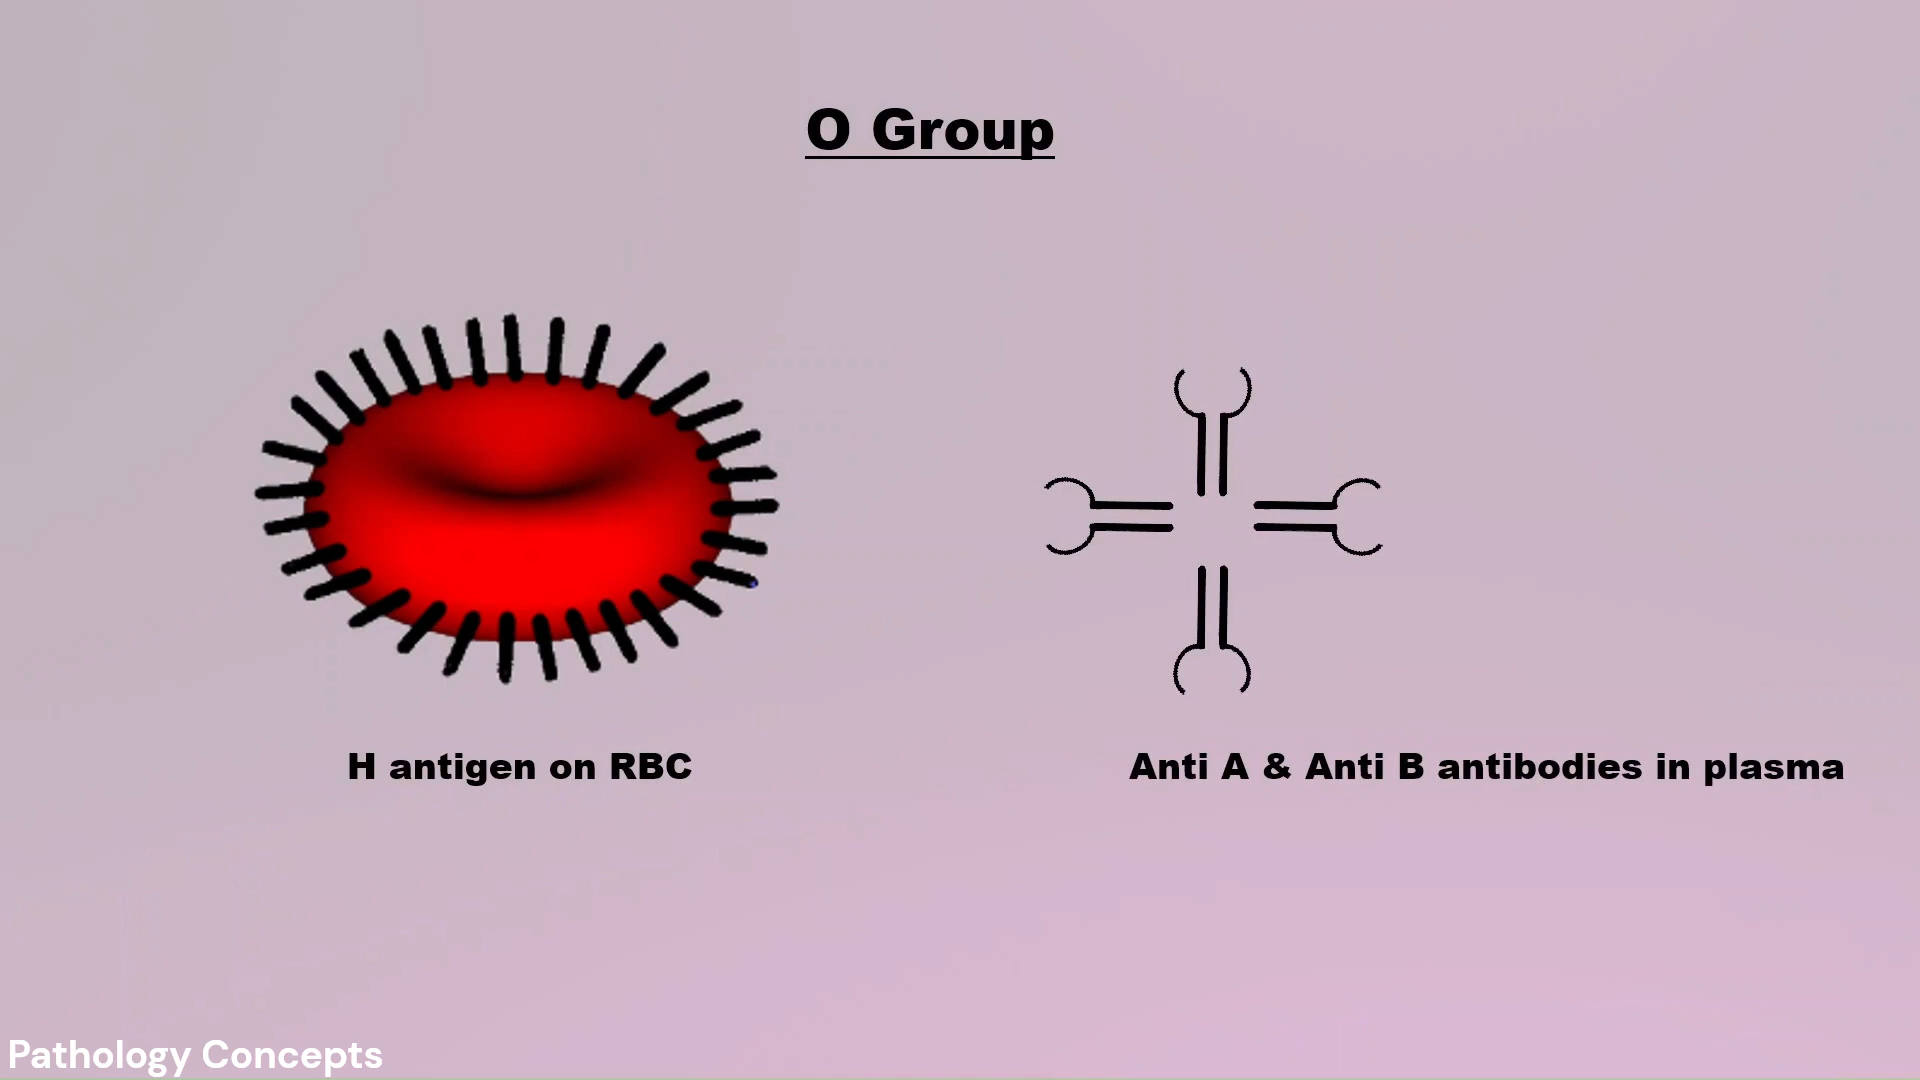 O Group
H antigen on RBC
Anti A & Anti B antibodies in plasma
Pathology Concepts